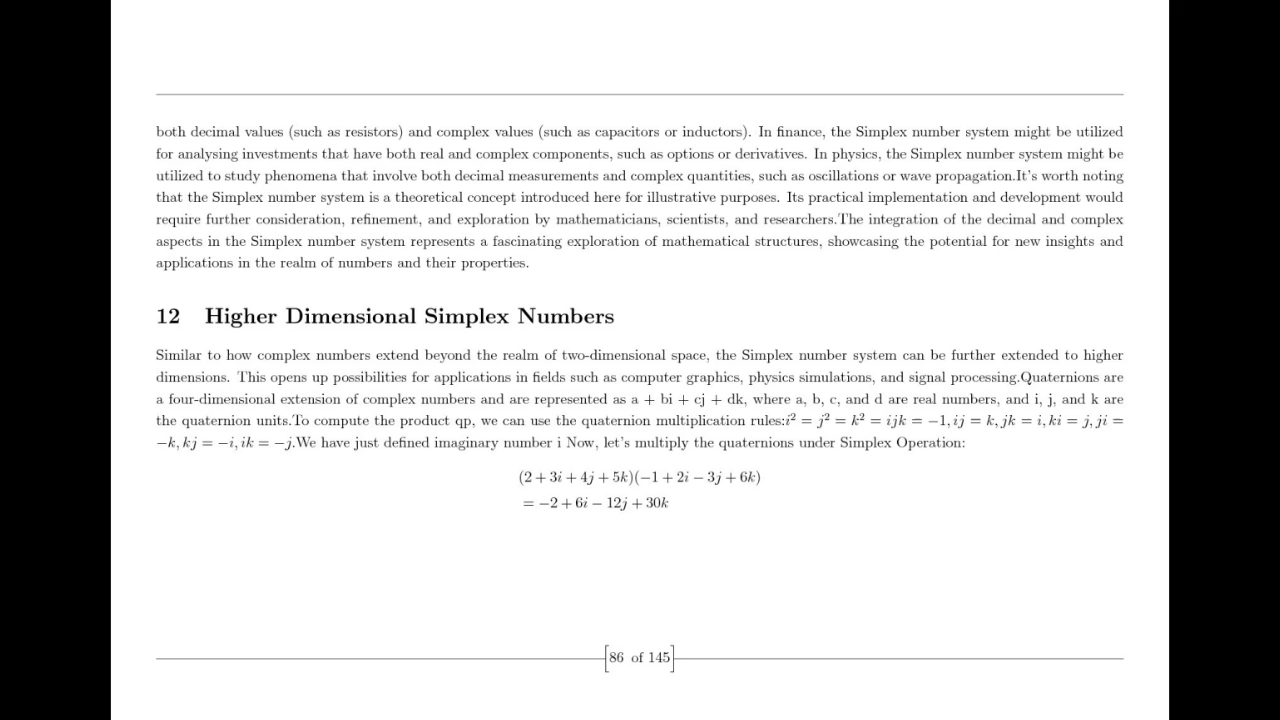 both decimal values (such as resistors) and complex values (such as capacitors or inductors). In finance, the Simplex number system might be utilized
for analysing investments that have both real and complex components, such as options or derivatives. In physics, the Simplex number system might be
utilized to study phenomena that involve both decimal measurements and complex quantities, such as oscillations or wave propagation.It's worth noting
that the Simplex number system is a theoretical concept introduced here for illustrative purposes. Its practical implementation and development would
require further consideration, refinement, and exploration by mathematicians, scientists, and researchers.The integration of the decimal and complex
aspects in the Simplex number system represents a fascinating exploration of mathematical structures, showcasing the potential for new insights and
applications in the realm of numbers and their properties.
12 Higher Dimensional Simplex Numbers
Similar to how complex numbers extend beyond the realm of two-dimensional space, the Simplex number system can be further extended to higher
dimensions. This opens up possibilities for applications in fields such as computer graphics, physics simulations, and signal processing.Quaternions are
a four-dimensional extension of complex numbers and are represented as a + bi + cj + dk, where a, b, c, and d are real numbers, and i, j, and k are
the quaternion units.To compute the product qp, we can use the quaternion multiplication rules:i² = j² = k² = ijk = −1, ij = k, jk = i, ki = j, ji =
−k, kj = −i, ik = −j.We have just defined imaginary number i Now, let's multiply the quaternions under Simplex Operation:
(2 + 3i + 4j + 5k)(−1 + 2i − 3j + 6k)
= −2 + 6i − 12j + 30k
86 of 145